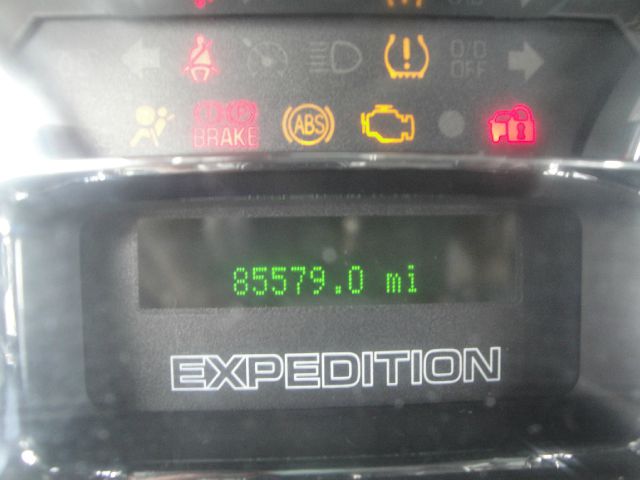 O/D
OFF
BRAKE
ABS
85579.0 mi
EXPEDITION